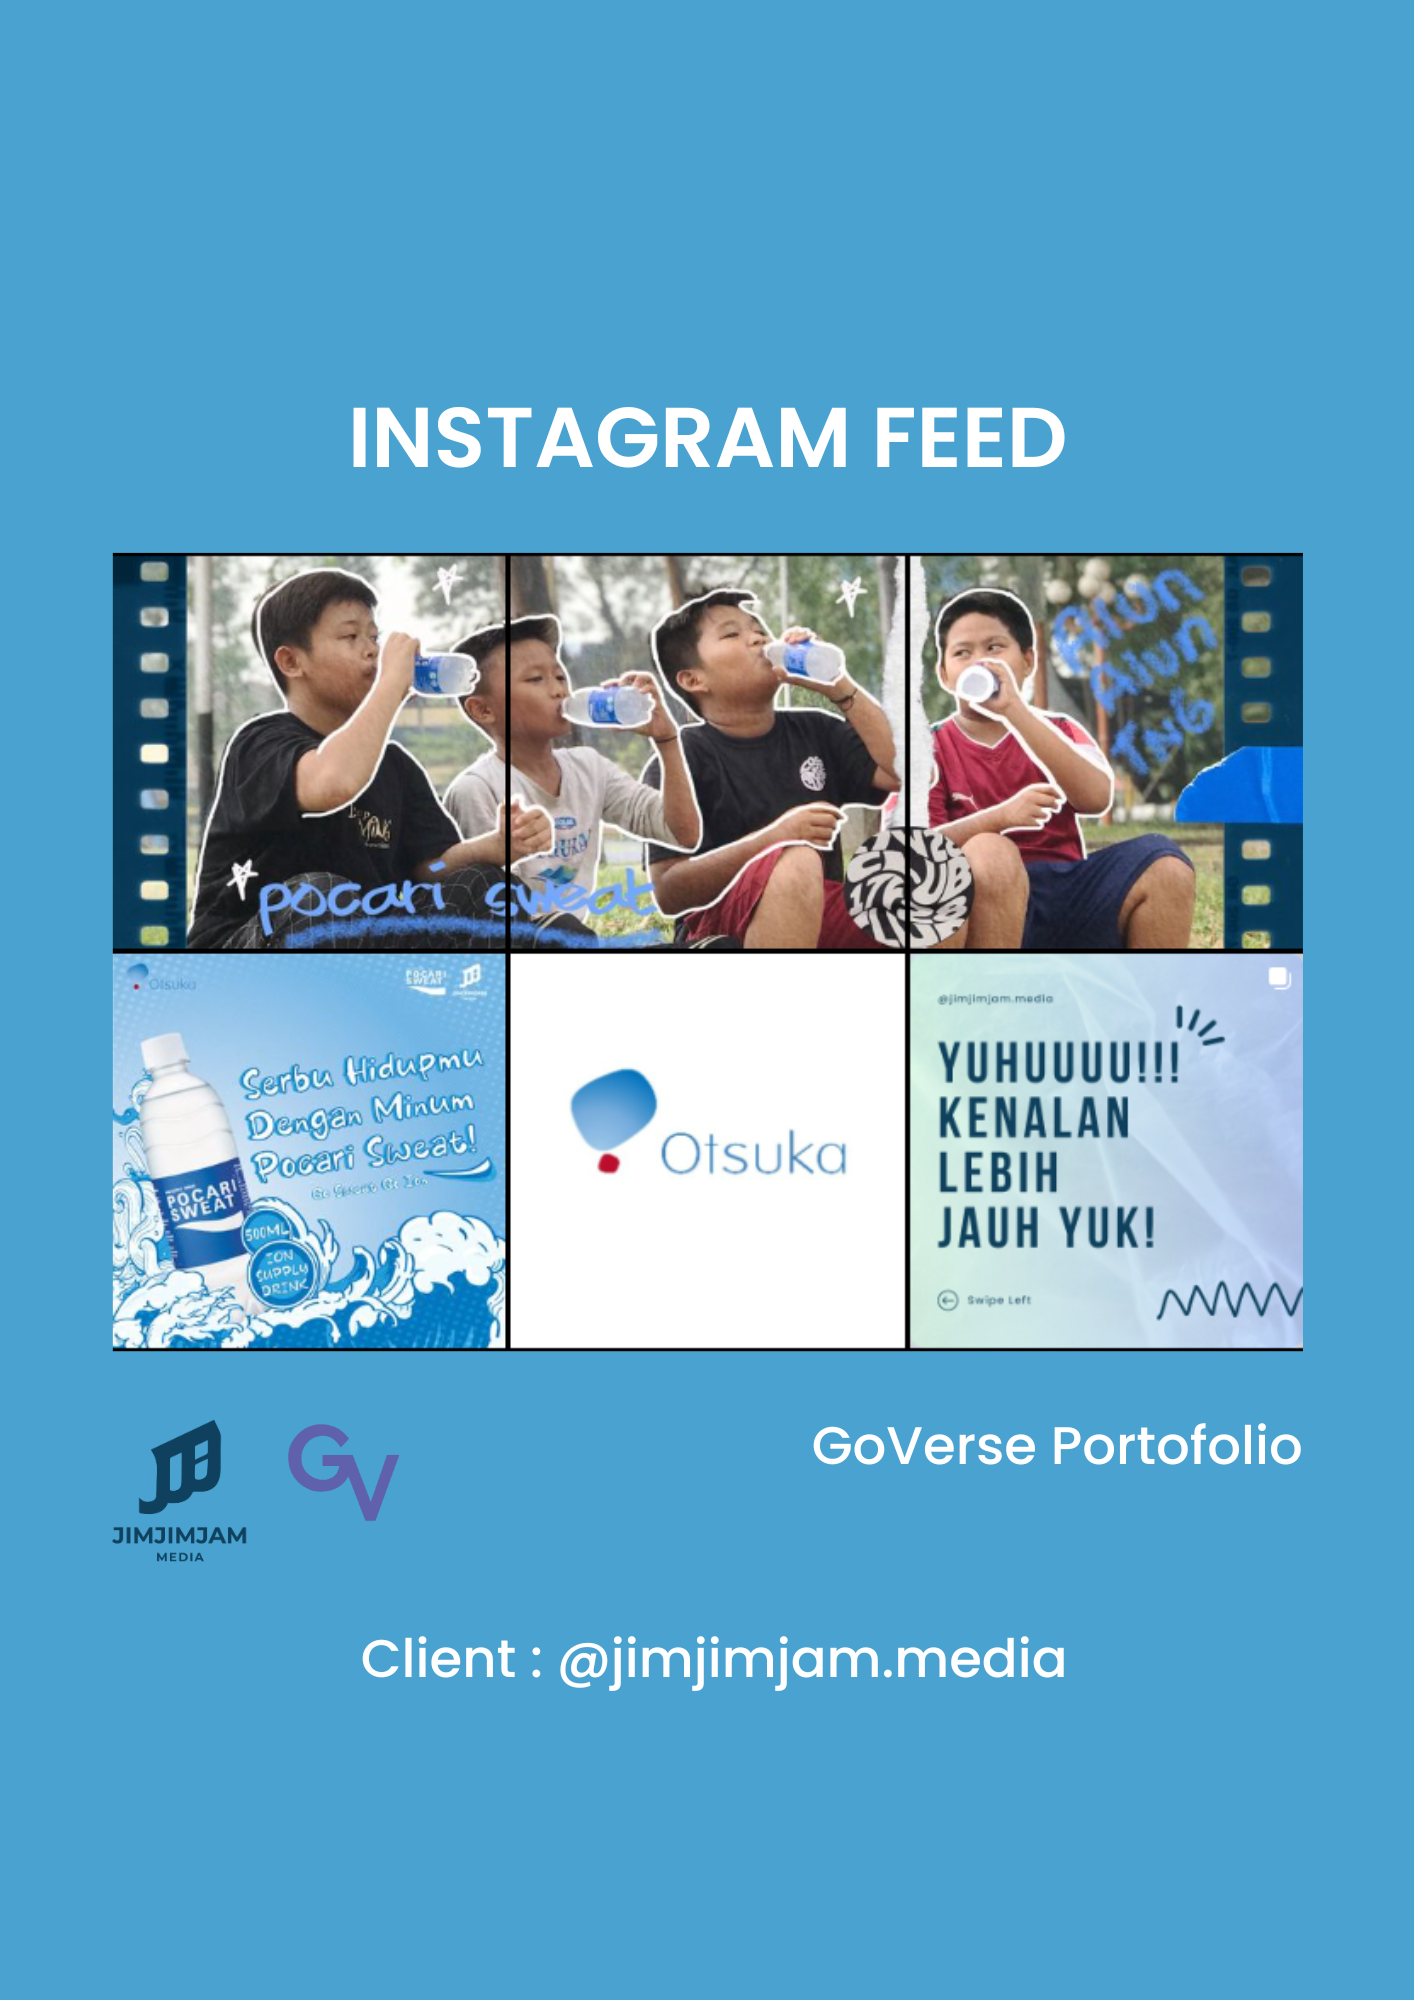 INSTAGRAM FEED
Alun
Alun
TNG
pocari sweat
Otsuka
POCARI
SWEAT
Serbu Hidupmu
Dengan Minum
Pocari Sweat!
POCARI
SWEAT
500ML
ION
SUPPLY
DRINK
Otsuka
@jimjimjam.media
YUHUUUU!!!
KENALAN
LEBIH
JAUH YUK!
Swipe Left
JIMJIMJAM
MEDIA
GV
GoVerse Portofolio
Client : @jimjimjam.media